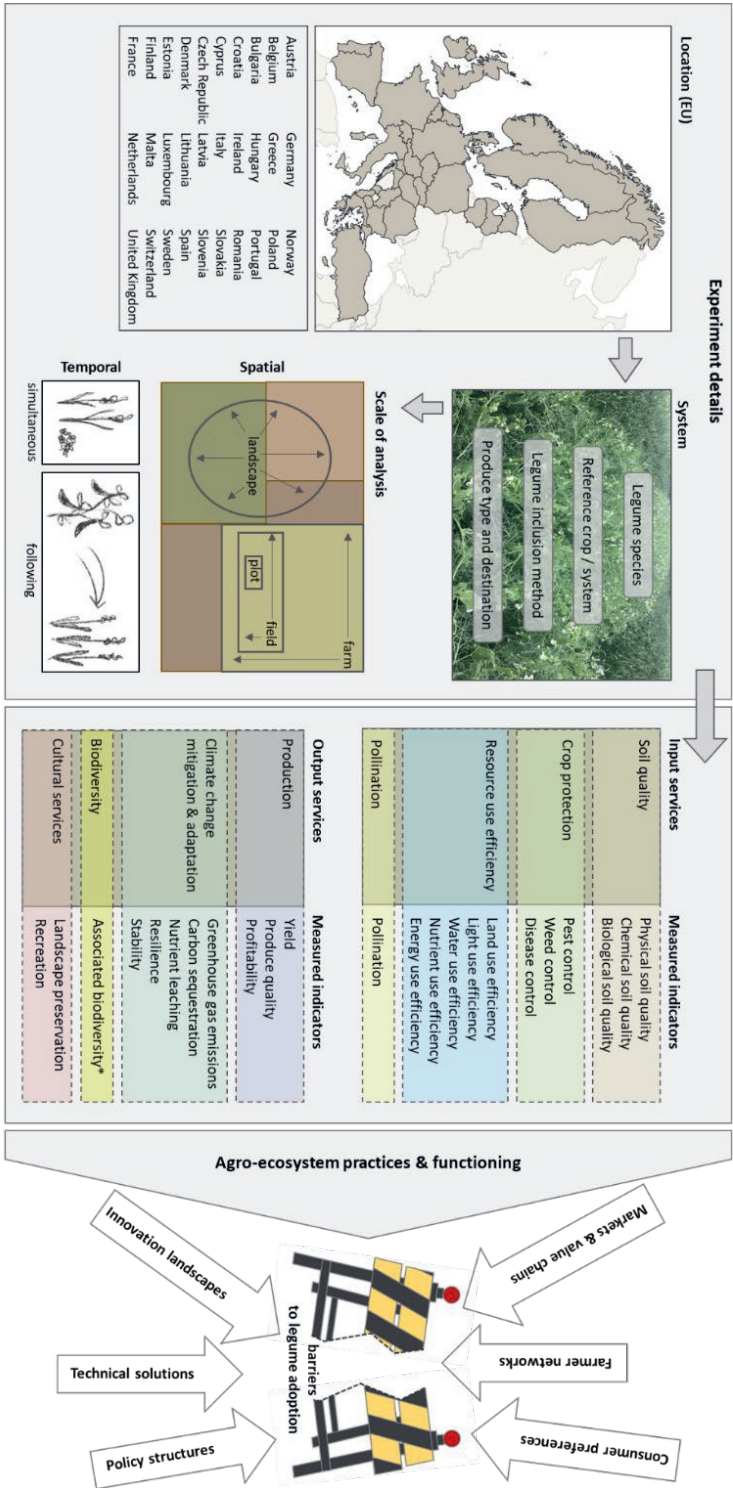 Experiment details
Location (EU)
Austria
Belgium
Bulgaria
Croatia
Cyprus
Czech Republic
Denmark
Estonia
Finland
France
Germany
Greece
Hungary
Ireland
Italy
Latvia
Lithuania
Luxembourg
Malta
Netherlands
Norway
Poland
Portugal
Romania
Slovakia
Slovenia
Spain
Sweden
Switzerland
United Kingdom
System
Legume species
Reference crop / system
Legume inclusion method
Produce type and destination
Scale of analysis
Spatial
landscape
farm
field
plot
Temporal
simultaneous
following
Input services
Measured indicators
Soil quality
Physical soil quality
Chemical soil quality
Biological soil quality
Crop protection
Pest control
Weed control
Disease control
Resource use efficiency
Land use efficiency
Light use efficiency
Water use efficiency
Nutrient use efficiency
Energy use efficiency
Pollination
Pollination
Output services
Measured indicators
Production
Yield
Produce quality
Profitability
Climate change
mitigation & adaptation
Greenhouse gas emissions
Carbon sequestration
Nutrient leaching
Resilience
Stability
Biodiversity
Associated biodiversity*
Cultural services
Landscape preservation
Recreation
Agro-ecosystem practices & functioning
Markets & value chains
Farmer networks
Consumer preferences
barriers
to legume adoption
Innovation landscapes
Technical solutions
Policy structures